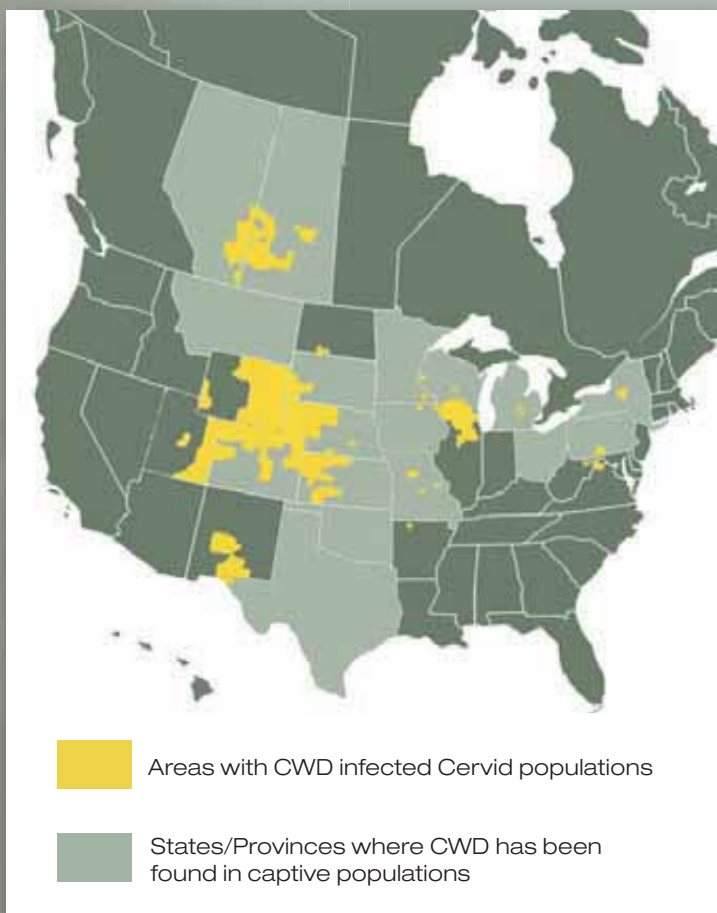 Areas with CWD infected Cervid populations
States/Provinces where CWD has been
found in captive populations